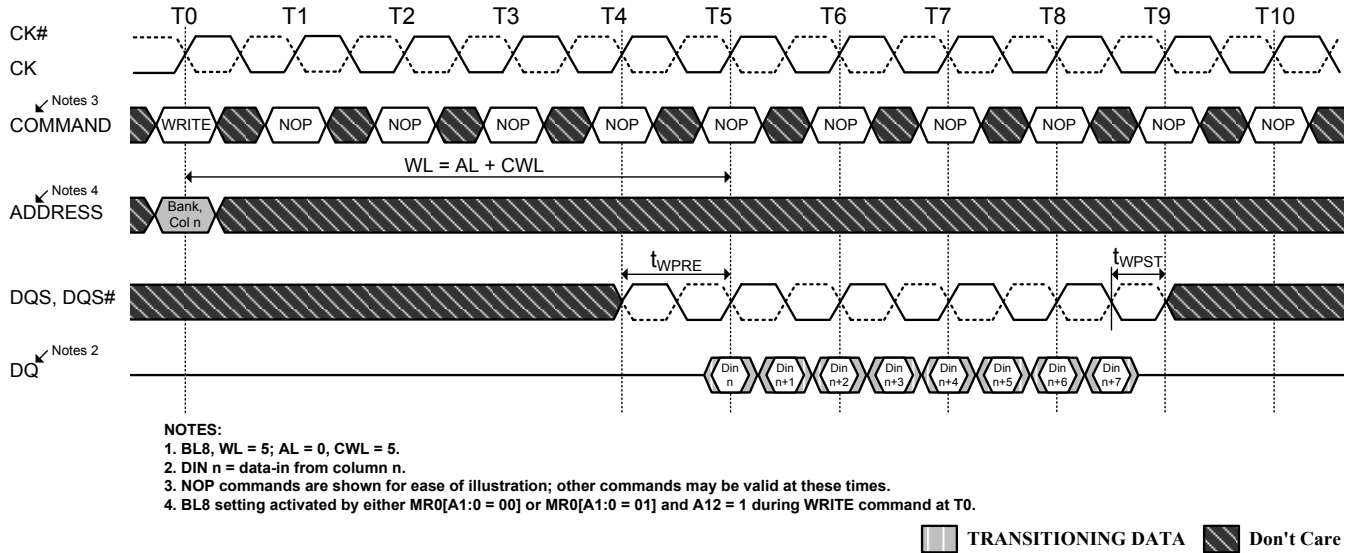 T0 T1 T2 T3 T4 T5 T6 T7 T8 T9 T10
CK#
CK
Notes 3
COMMAND WRITE NOP NOP NOP NOP NOP NOP NOP NOP NOP NOP
WL = AL + CWL
Notes 4
ADDRESS
Bank,
Col n
tWPRE tWPST
DQS, DQS#
Notes 2
DQ
Din Din Din Din Din Din Din Din
n n+1 n+2 n+3 n+4 n+5 n+6 n+7
NOTES:
1. BL8, WL = 5; AL = 0, CWL = 5.
2. DIN n = data-in from column n.
3. NOP commands are shown for ease of illustration; other commands may be valid at these times.
4. BL8 setting activated by either MR0[A1:0 = 00] or MR0[A1:0 = 01] and A12 = 1 during WRITE command at T0.
TRANSITIONING DATA Don't Care